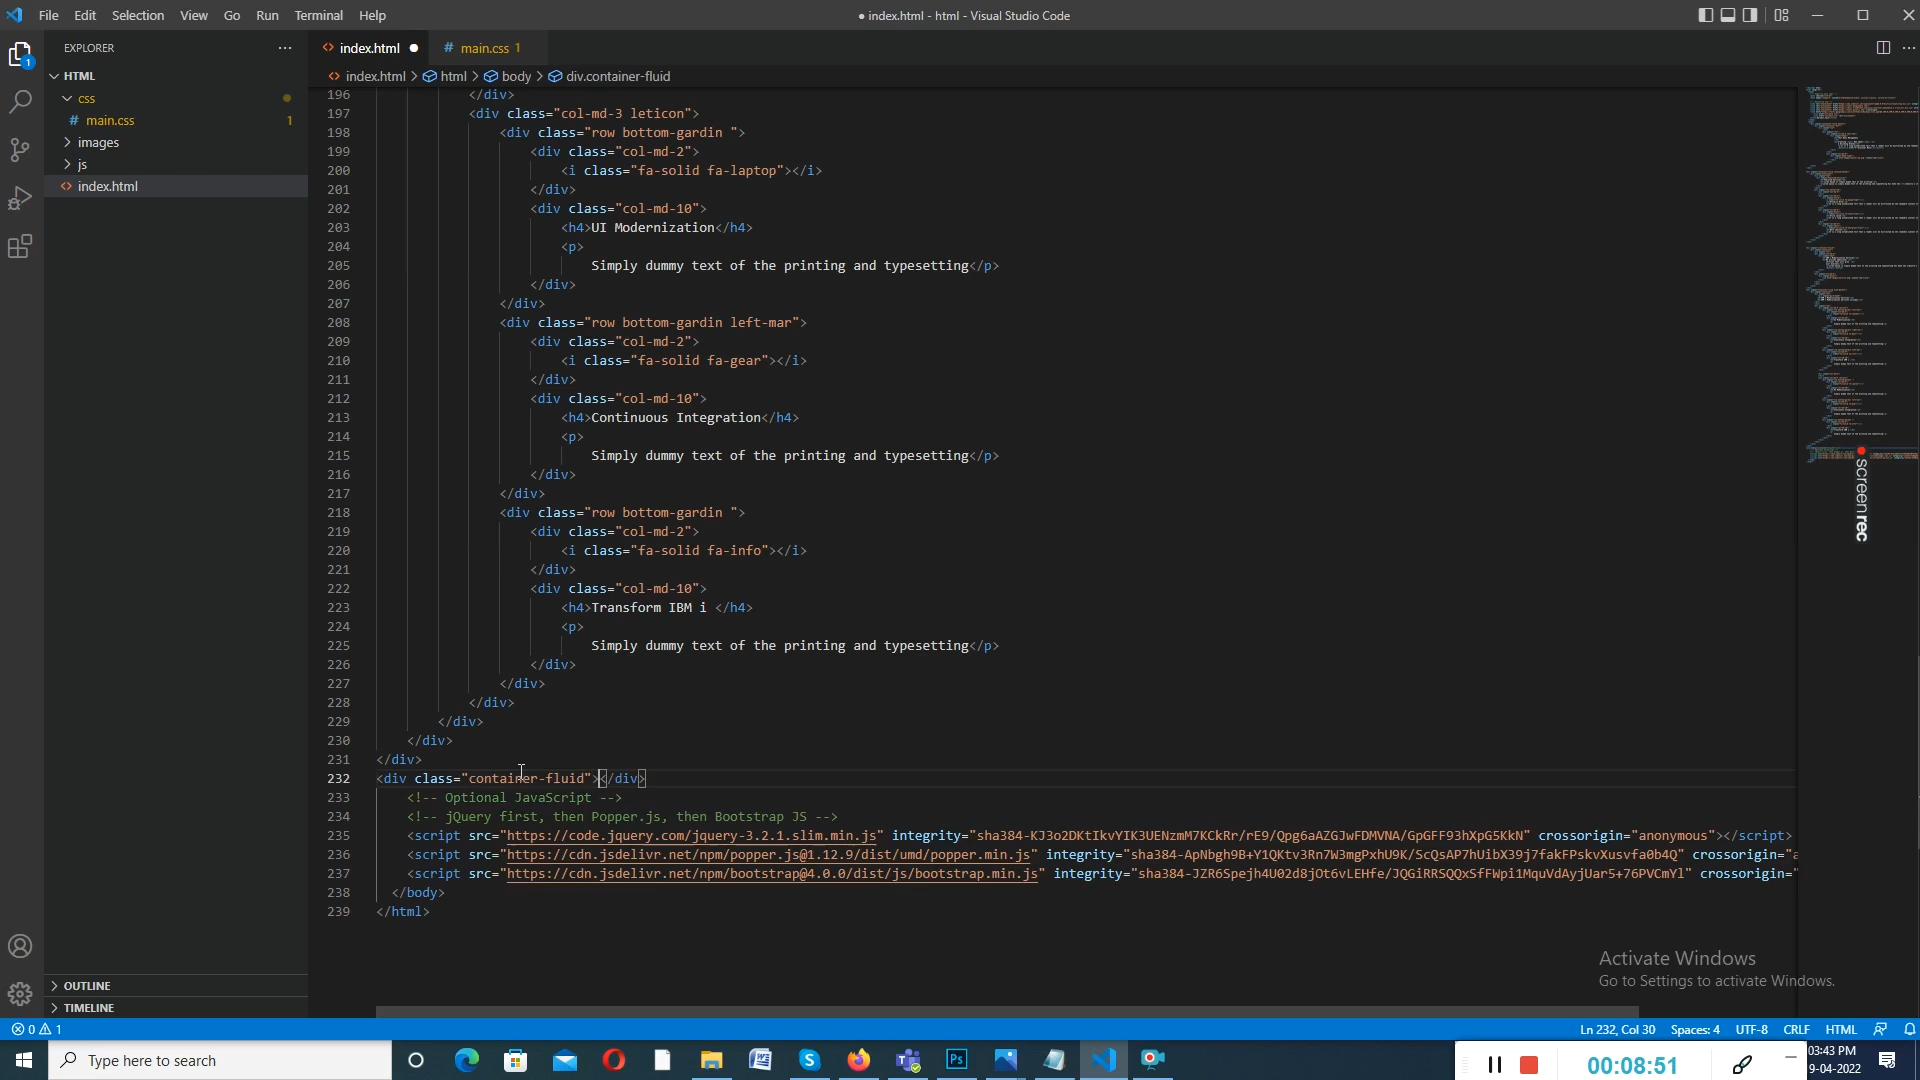 File Edit Selection View Go Run Terminal Help
● index.html - html - Visual Studio Code
EXPLORER
HTML
css
# main.css 1
images
js
<> index.html
OUTLINE
TIMELINE
<> index.html ●
# main.css 1
<> index.html > html > body > div.container-fluid
196 </div>
197 <div class="col-md-3 leticon">
198 <div class="row bottom-gardin ">
199 <div class="col-md-2">
200 <i class="fa-solid fa-laptop"></i>
201 </div>
202 <div class="col-md-10">
203 <h4>UI Modernization</h4>
204 <p>
205 Simply dummy text of the printing and typesetting</p>
206 </div>
207 </div>
208 <div class="row bottom-gardin left-mar">
209 <div class="col-md-2">
210 <i class="fa-solid fa-gear"></i>
211 </div>
212 <div class="col-md-10">
213 <h4>Continuous Integration</h4>
214 <p>
215 Simply dummy text of the printing and typesetting</p>
216 </div>
217 </div>
218 <div class="row bottom-gardin ">
219 <div class="col-md-2">
220 <i class="fa-solid fa-info"></i>
221 </div>
222 <div class="col-md-10">
223 <h4>Transform IBM i </h4>
224 <p>
225 Simply dummy text of the printing and typesetting</p>
226 </div>
227 </div>
228 </div>
229 </div>
230 </div>
231 </div>
232 <div class="container-fluid"></div>
233 <!-- Optional JavaScript -->
234 <!-- jQuery first, then Popper.js, then Bootstrap JS -->
235 <script src="https://code.jquery.com/jquery-3.2.1.slim.min.js" integrity="sha384-KJ3o2DKtIkvYIK3UENzmM7KCkRr/rE9/Qpg6aAZGJwFDMVNA/GpGFF93hXpG5KkN" crossorigin="anonymous"></script>
236 <script src="https://cdn.jsdelivr.net/npm/popper.js@1.12.9/dist/umd/popper.min.js" integrity="sha384-ApNbgh9B+Y1QKtv3Rn7W3mgPxhU9K/ScQsAP7hUibX39j7fakFPskvXusvfa0b4Q" crossorigin="a
237 <script src="https://cdn.jsdelivr.net/npm/bootstrap@4.0.0/dist/js/bootstrap.min.js" integrity="sha384-JZR6Spejh4U02d8jOt6vLEHfe/JQGiRRSQQxSfFWpi1MquVdAyjUar5+76PVCmYl" crossorigin="
238 </body>
239 </html>
screenrec
Activate Windows
Go to Settings to activate Windows.
0 1
Ln 232, Col 30 Spaces: 4 UTF-8 CRLF HTML
Type here to search
00:08:51
03:43 PM
9-04-2022